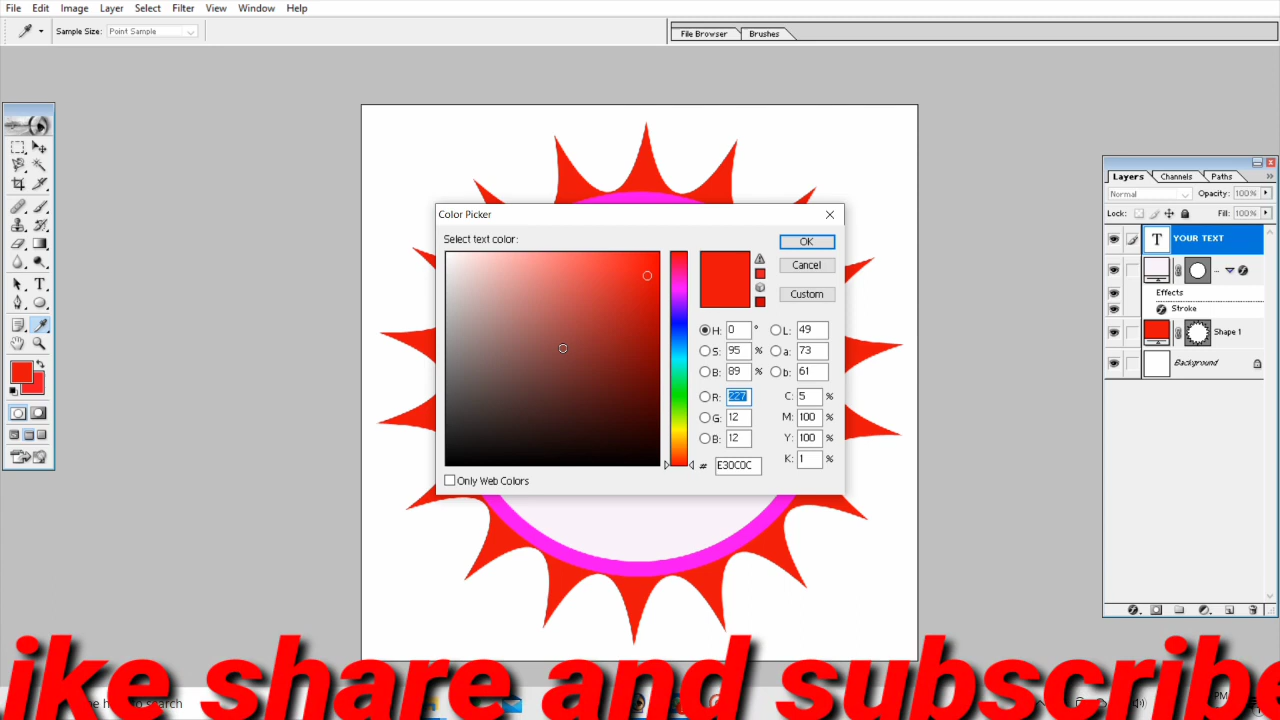 File Edit Image Layer Select Filter View Window Help
Sample Size: Point Sample File Browser Brushes
Color Picker
Select text color:
OK
Cancel
Custom
H: 0 ° L: 49
S: 95 % a: 73
B: 89 % b: 61
R: 227 C: 5 %
G: 12 M: 100 %
B: 12 Y: 100 %
# E30C0C K: 1 %
Only Web Colors
Layers Channels Paths
Normal Opacity: 100%
Lock: Fill: 100%
T YOUR TEXT
...
Effects
Stroke
Shape 1
Background
ike share and subscribe
search
PM